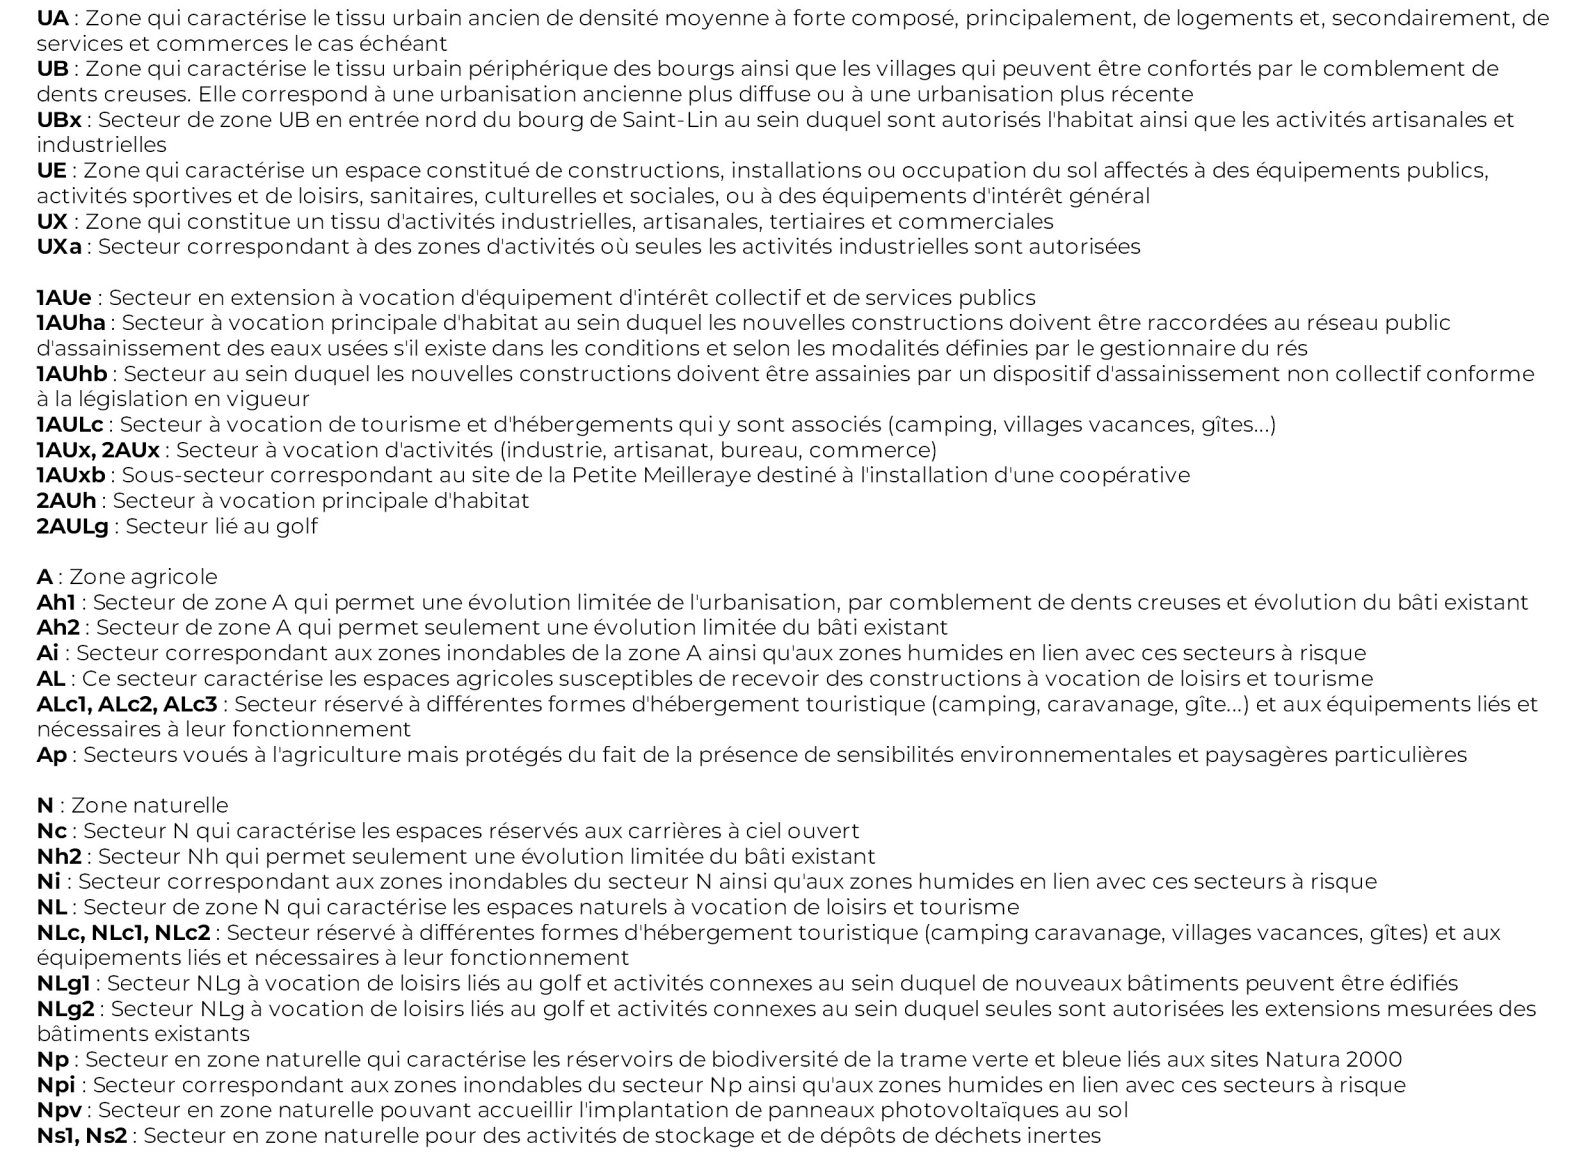 UA : Zone qui caractérise le tissu urbain ancien de densité moyenne à forte composé, principalement, de logements et, secondairement, de
services et commerces le cas échéant
UB : Zone qui caractérise le tissu urbain périphérique des bourgs ainsi que les villages qui peuvent être confortés par le comblement de
dents creuses. Elle correspond à une urbanisation ancienne plus diffuse ou à une urbanisation plus récente
UBx : Secteur de zone UB en entrée nord du bourg de Saint-Lin au sein duquel sont autorisés l'habitat ainsi que les activités artisanales et
industrielles
UE : Zone qui caractérise un espace constitué de constructions, installations ou occupation du sol affectés à des équipements publics,
activités sportives et de loisirs, sanitaires, culturelles et sociales, ou à des équipements d'intérêt général
UX : Zone qui constitue un tissu d'activités industrielles, artisanales, tertiaires et commerciales
UXa : Secteur correspondant à des zones d'activités où seules les activités industrielles sont autorisées
1AUe : Secteur en extension à vocation d'équipement d'intérêt collectif et de services publics
1AUha : Secteur à vocation principale d'habitat au sein duquel les nouvelles constructions doivent être raccordées au réseau public
d'assainissement des eaux usées s'il existe dans les conditions et selon les modalités définies par le gestionnaire du rés
1AUhb : Secteur au sein duquel les nouvelles constructions doivent être assainies par un dispositif d'assainissement non collectif conforme
à la législation en vigueur
1AULc : Secteur à vocation de tourisme et d'hébergements qui y sont associés (camping, villages vacances, gîtes...)
1AUx, 2AUx : Secteur à vocation d'activités (industrie, artisanat, bureau, commerce)
1AUxb : Sous-secteur correspondant au site de la Petite Meilleraye destiné à l'installation d'une coopérative
2AUh : Secteur à vocation principale d'habitat
2AULg : Secteur lié au golf
A : Zone agricole
Ah1 : Secteur de zone A qui permet une évolution limitée de l'urbanisation, par comblement de dents creuses et évolution du bâti existant
Ah2 : Secteur de zone A qui permet seulement une évolution limitée du bâti existant
Ai : Secteur correspondant aux zones inondables de la zone A ainsi qu'aux zones humides en lien avec ces secteurs à risque
AL : Ce secteur caractérise les espaces agricoles susceptibles de recevoir des constructions à vocation de loisirs et tourisme
ALc1, ALc2, ALc3 : Secteur réservé à différentes formes d'hébergement touristique (camping, caravanage, gîte...) et aux équipements liés et
nécessaires à leur fonctionnement
Ap : Secteurs voués à l'agriculture mais protégés du fait de la présence de sensibilités environnementales et paysagères particulières
N : Zone naturelle
Nc : Secteur N qui caractérise les espaces réservés aux carrières à ciel ouvert
Nh2 : Secteur Nh qui permet seulement une évolution limitée du bâti existant
Ni : Secteur correspondant aux zones inondables du secteur N ainsi qu'aux zones humides en lien avec ces secteurs à risque
NL : Secteur de zone N qui caractérise les espaces naturels à vocation de loisirs et tourisme
NLc, NLc1, NLc2 : Secteur réservé à différentes formes d'hébergement touristique (camping caravanage, villages vacances, gîtes) et aux
équipements liés et nécessaires à leur fonctionnement
NLg1 : Secteur NLg à vocation de loisirs liés au golf et activités connexes au sein duquel de nouveaux bâtiments peuvent être édifiés
NLg2 : Secteur NLg à vocation de loisirs liés au golf et activités connexes au sein duquel seules sont autorisées les extensions mesurées des
bâtiments existants
Np : Secteur en zone naturelle qui caractérise les réservoirs de biodiversité de la trame verte et bleue liés aux sites Natura 2000
Npi : Secteur correspondant aux zones inondables du secteur Np ainsi qu'aux zones humides en lien avec ces secteurs à risque
Npv : Secteur en zone naturelle pouvant accueillir l'implantation de panneaux photovoltaïques au sol
Ns1, Ns2 : Secteur en zone naturelle pour des activités de stockage et de dépôts de déchets inertes